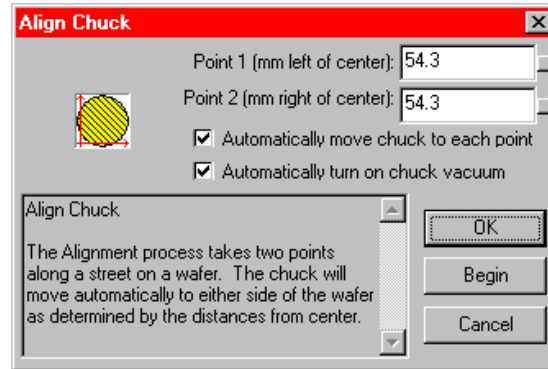 Align Chuck
Point 1 (mm left of center): 54.3
Point 2 (mm right of center): 54.3
Automatically move chuck to each point
Automatically turn on chuck vacuum
Align Chuck
The Alignment process takes two points
along a street on a wafer. The chuck will
move automatically to either side of the wafer
as determined by the distances from center.
OK
Begin
Cancel